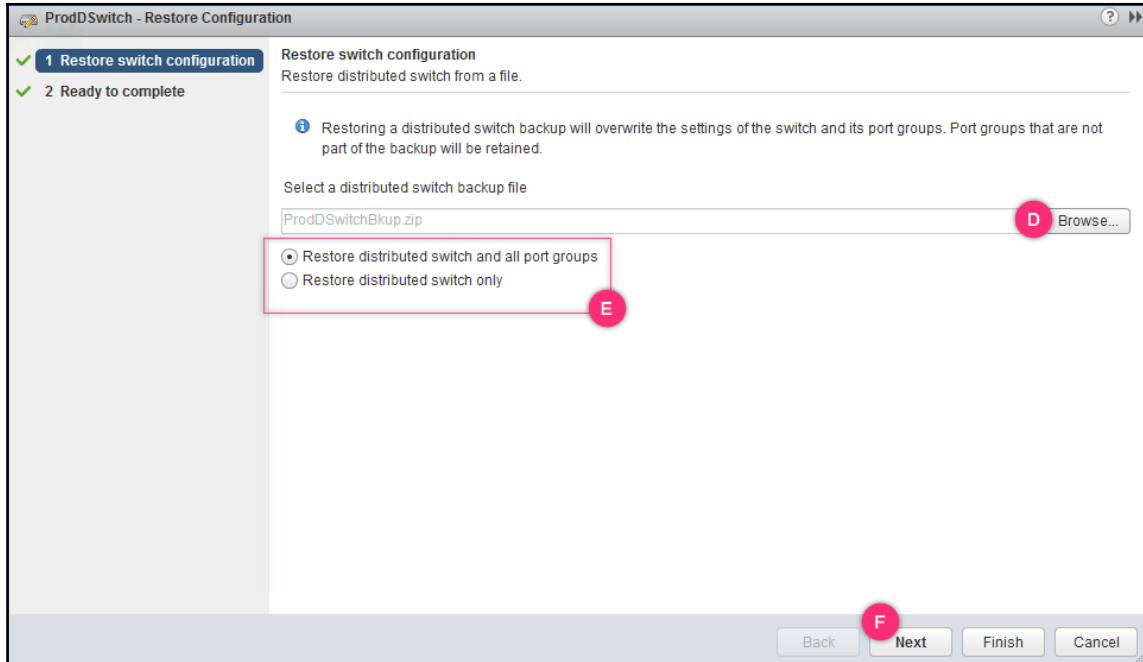 ProdDSwitch - Restore Configuration
?
1 Restore switch configuration
2 Ready to complete
Restore switch configuration
Restore distributed switch from a file.
Restoring a distributed switch backup will overwrite the settings of the switch and its port groups. Port groups that are not
part of the backup will be retained.
Select a distributed switch backup file
ProdDSwitchBkup.zip
D
Browse...
Restore distributed switch and all port groups
Restore distributed switch only
E
F
Back
Next
Finish
Cancel